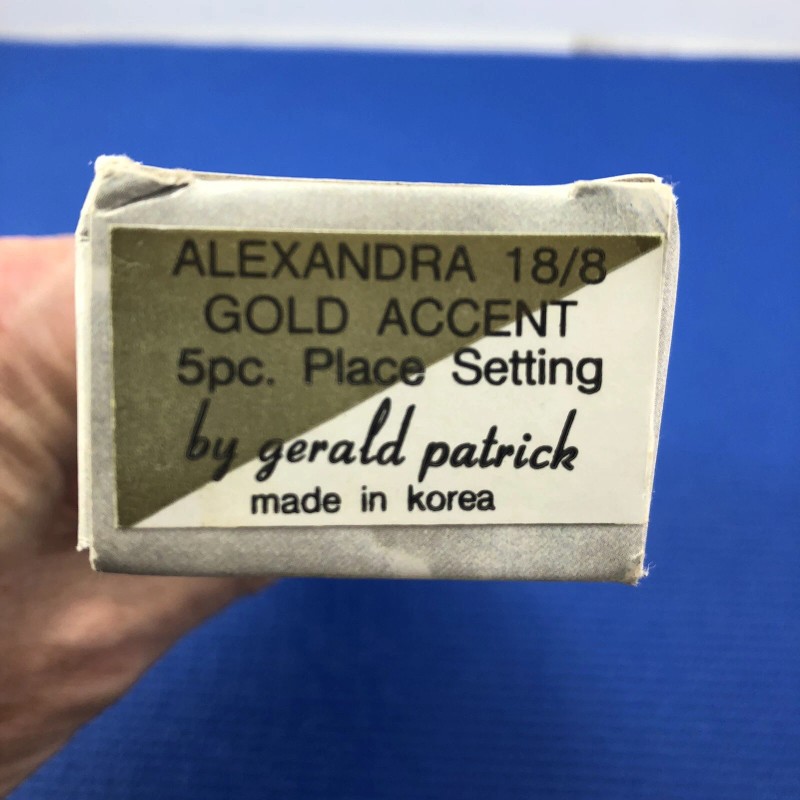 ALEXANDRA 18/8
GOLD ACCENT
5pc. Place Setting
by gerald patrick
made in korea